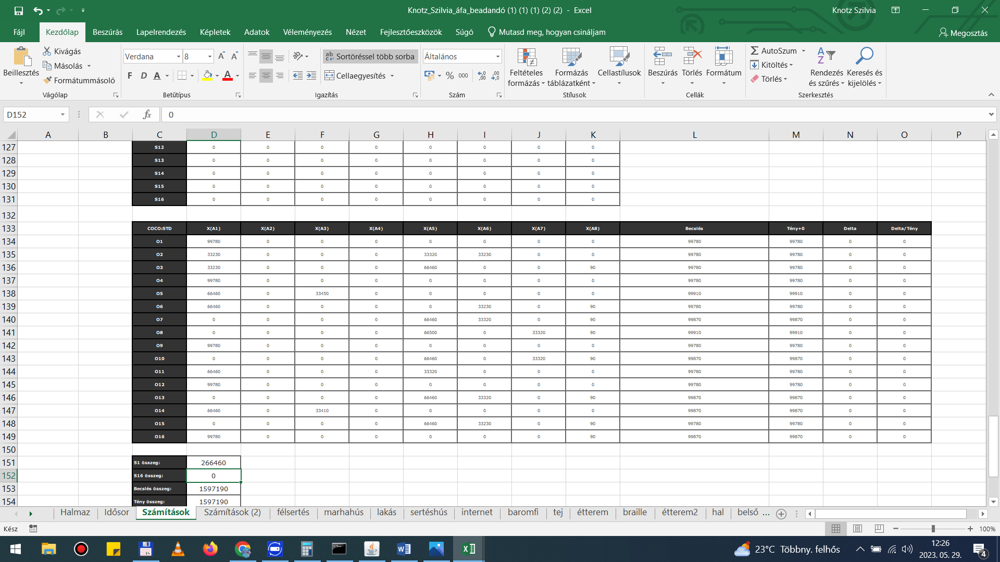 Knotz_Szilvia_áfa_beadandó (1) (1) (1) (2) (2) - Excel
Knotz Szilvia
Fájl Kezdőlap Beszúrás Lapelrendezés Képletek Adatok Véleményezés Nézet Fejlesztőeszközök Súgó Mutasd meg, hogyan csináljam Megosztás
Beillesztés
Kivágás
Másolás
Formátummásoló
Vágólap
Verdana 8
F D A
Betűtípus
Sortöréssel több sorba
Cellaegyesítés
Igazítás
Általános
% 000
Szám
Feltételes formázás
Formázás táblázatként
Cellastílusok
Stílusok
Beszúrás Törlés Formátum
Cellák
AutoSzum
Kitöltés
Törlés
Rendezés és szűrés
Keresés és kijelölés
Szerkesztés
D152 fx 0
A B C D E F G H I J K L M N O P
127 S12 0 0 0 0 0 0 0 0
128 S13 0 0 0 0 0 0 0 0
129 S14 0 0 0 0 0 0 0 0
130 S15 0 0 0 0 0 0 0 0
131 S16 0 0 0 0 0 0 0 0
132
133 COCO:STD X(A1) X(A2) X(A3) X(A4) X(A5) X(A6) X(A7) X(A8) Becslés Tény+0 Delta Delta/Tény
134 O1 99780 0 0 0 0 0 0 0 99780 99780 0 0
135 O2 33230 0 0 0 33320 33230 0 0 99780 99780 0 0
136 O3 33230 0 0 0 66460 0 0 90 99780 99780 0 0
137 O4 99780 0 0 0 0 0 0 0 99780 99780 0 0
138 O5 66460 0 33450 0 0 0 0 0 99910 99910 0 0
139 O6 66460 0 0 0 0 33230 0 90 99780 99780 0 0
140 O7 0 0 0 0 66460 33320 0 90 99870 99870 0 0
141 O8 0 0 0 0 66500 0 33320 90 99910 99910 0 0
142 O9 99780 0 0 0 0 0 0 0 99780 99780 0 0
143 O10 0 0 0 0 66460 0 33320 90 99870 99870 0 0
144 O11 66460 0 0 0 33320 0 0 0 99780 99780 0 0
145 O12 99780 0 0 0 0 0 0 0 99780 99780 0 0
146 O13 0 0 0 0 66460 33320 0 90 99870 99870 0 0
147 O14 66460 0 33410 0 0 0 0 0 99870 99870 0 0
148 O15 0 0 0 0 66460 33230 0 90 99780 99780 0 0
149 O16 99780 0 0 0 0 0 0 90 99870 99870 0 0
150
151 S1 összeg: 266460
152 S16 összeg: 0
153 Becslés összeg: 1597190
154 Tény összeg: 1597190
Halmaz Idősor Számítások Számítások (2) félsertés marhahús lakás sertéshús internet baromfi tej étterem braille étterem2 hal belső ...
Kész 100%
23°C Többny. felhős
12:26
2023. 05. 29.
4